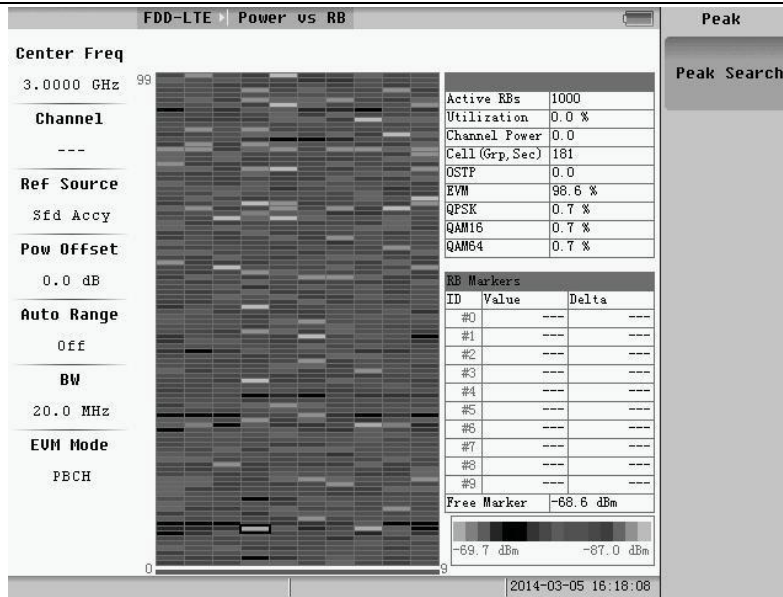 FDD-LTE Power vs RB
Peak
Peak Search
Center Freq
3.0000 GHz
Channel
---
Ref Source
Sfd Accy
Pow Offset
0.0 dB
Auto Range
Off
BW
20.0 MHz
EVM Mode
PBCH
99
0
9
Active RBs 1000
Utilization 0.0 %
Channel Power 0.0
Cell(Grp,Sec) 181
OSTP 0.0
EVM 98.6 %
QPSK 0.7 %
QAM16 0.7 %
QAM64 0.7 %
RB Markers
ID Value Delta
#0 --- ---
#1 --- ---
#2 --- ---
#3 --- ---
#4 --- ---
#5 --- ---
#6 --- ---
#7 --- ---
#8 --- ---
#9 --- ---
Free Marker -68.6 dBm
-69.7 dBm -87.0 dBm
2014-03-05 16:18:08